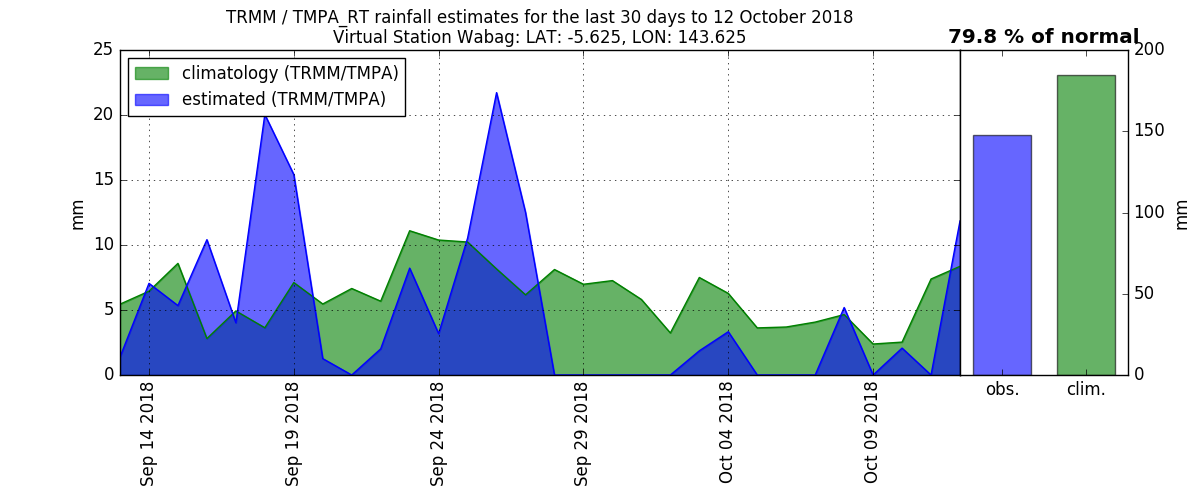 TRMM / TMPA_RT rainfall estimates for the last 30 days to 12 October 2018
Virtual Station Wabag: LAT: -5.625, LON: 143.625
79.8 % of normal
climatology (TRMM/TMPA)
estimated (TRMM/TMPA)
25
20
15
10
5
0
mm
Sep 14 2018
Sep 19 2018
Sep 24 2018
Sep 29 2018
Oct 04 2018
Oct 09 2018
200
150
100
50
0
mm
obs.
clim.